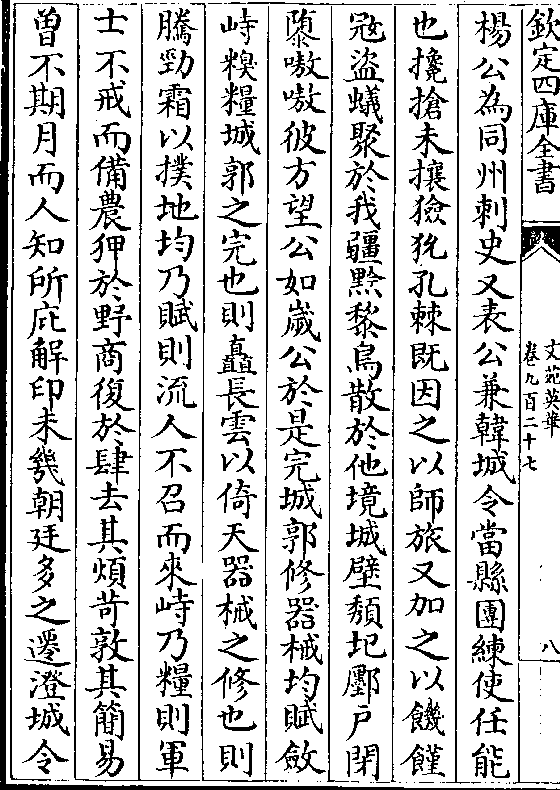 欽定四庫全書
文苑英華
卷九百二十七
八
楊公為同州刺史又表公兼韓城令當縣團練使任能
也攙搶未攘獫狁孔棘既因之以師旅又加之以饑饉
寇盜蟻聚於我疆黔黎鳥散於他境城壁頽圮酆户閉
隳嗷嗷彼方望公如歲公於是完城郭修器械均賦斂
峙糗糧城郭之完也則矗長雲以倚天器械之修也則
騰勁霜以撲地均乃賦則流人不召而來峙乃糧則軍
士不戒而備農狎於野商復於肆去其煩苛敦其簡易
曽不期月而人知所庇解印未㡬朝廷多之遷澄城令